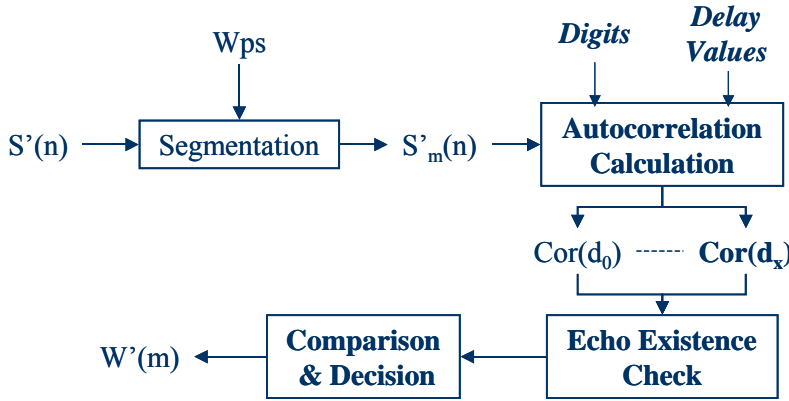 Wps
Digits
Delay
Values
S’(n)
Segmentation
S’m(n)
Autocorrelation
Calculation
Cor(d0)
Cor(dx)
W’(m)
Comparison
& Decision
Echo Existence
Check